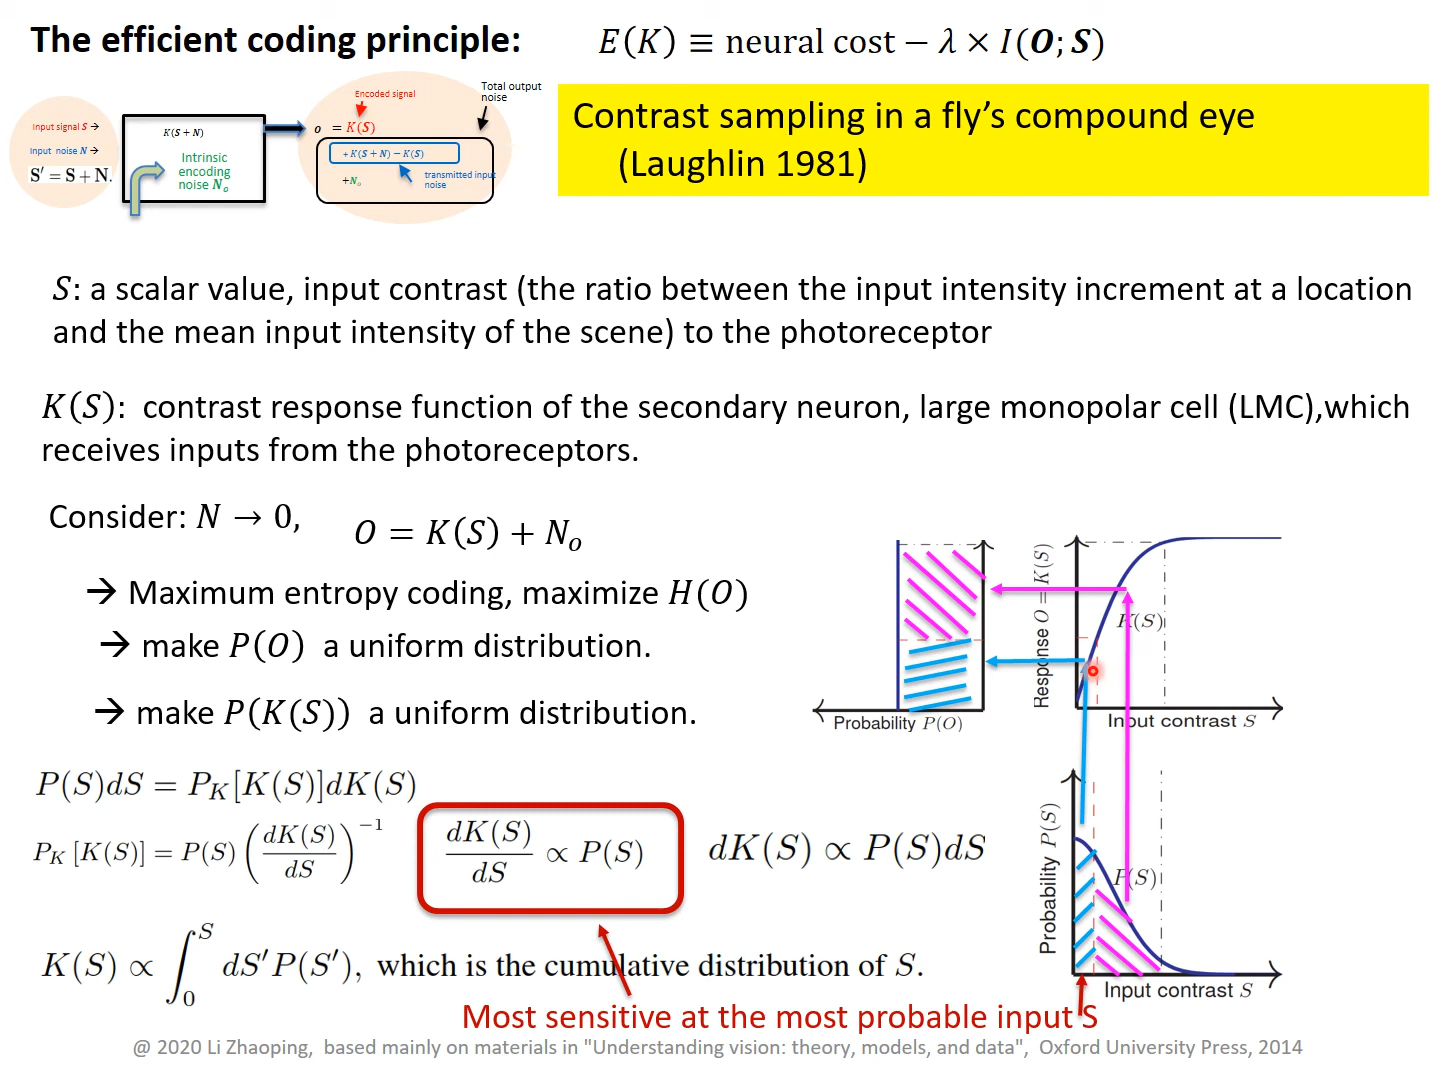 The efficient coding principle:
E(K) ≡ neural cost − λ × I(O; S)
Contrast sampling in a fly's compound eye
(Laughlin 1981)
Input signal S →
Input noise N →
S′ = S + N.
K(S + N)
Intrinsic
encoding
noise Nₒ
Encoded signal
Total output
noise
o = K(S)
+K(S + N) − K(S)
+Nₒ
transmitted input
noise
S: a scalar value, input contrast (the ratio between the input intensity increment at a location
and the mean input intensity of the scene) to the photoreceptor
K(S): contrast response function of the secondary neuron, large monopolar cell (LMC),which
receives inputs from the photoreceptors.
Consider: N → 0, O = K(S) + Nₒ
→ Maximum entropy coding, maximize H(O)
→ make P(O) a uniform distribution.
→ make P(K(S)) a uniform distribution.
P(S)dS = P_K[K(S)]dK(S)
P_K [K(S)] = P(S) (dK(S)/dS)⁻¹
dK(S)/dS ∝ P(S)
dK(S) ∝ P(S)dS
K(S) ∝ ∫₀^S dS′P(S′), which is the cumulative distribution of S.
Most sensitive at the most probable input S
Probability P(O)
Response O = K(S)
K(S)
Input contrast S
Probability P(S)
P(S)
Input contrast S
@ 2020 Li Zhaoping, based mainly on materials in "Understanding vision: theory, models, and data", Oxford University Press, 2014